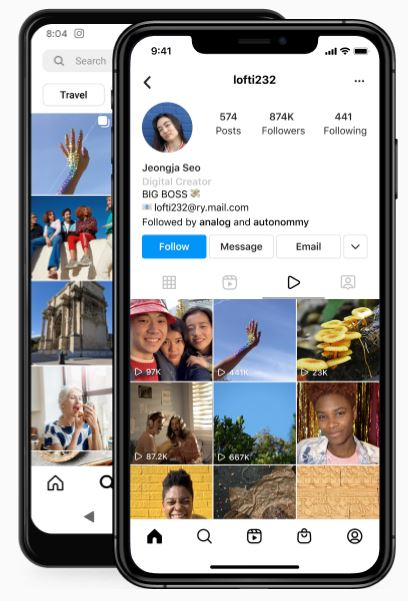 8:04
Search
Travel
9:41
lofti232
574
874K
441
Posts
Followers
Following
Jeongja Seo
Digital Creator
BIG BOSS
lofti232@ry.mail.com
Followed by analog and autonommy
Follow
Message
Email
97K
441K
23K
87.2K
667K